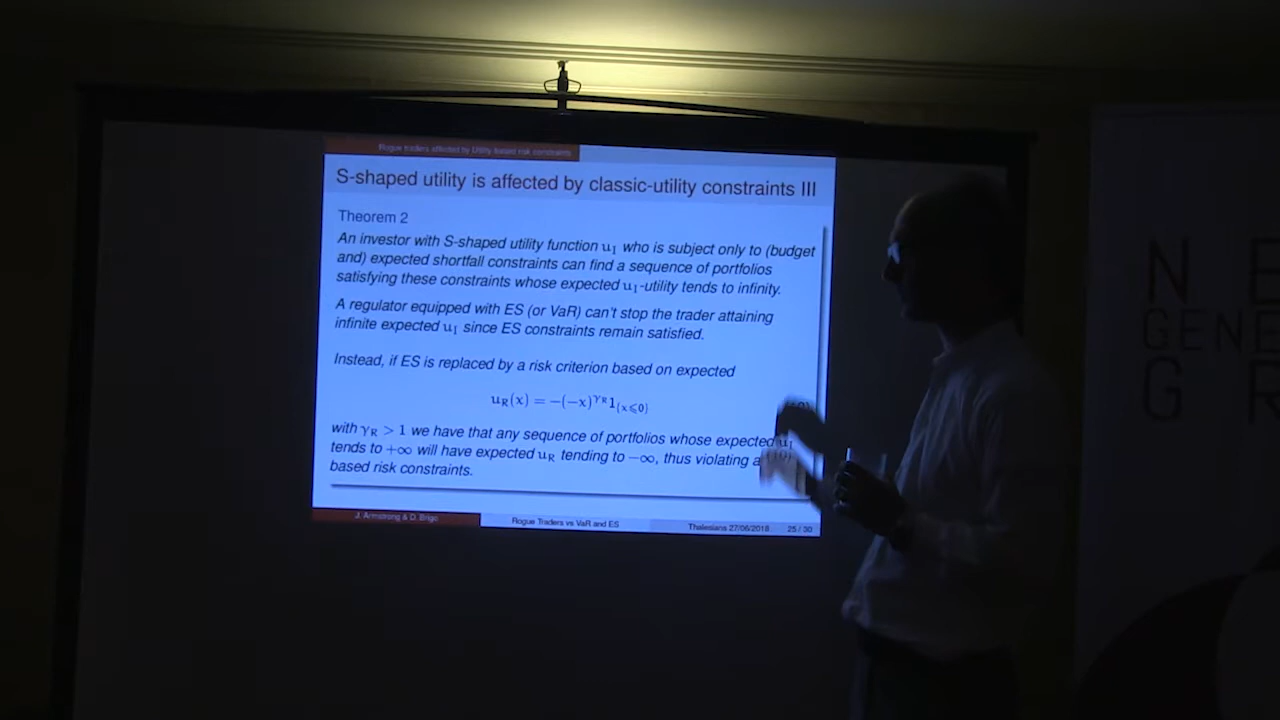 Rogue traders affected by Utility-based risk constraints
S-shaped utility is affected by classic-utility constraints III
Theorem 2
An investor with S-shaped utility function u_I who is subject only to (budget
and) expected shortfall constraints can find a sequence of portfolios
satisfying these constraints whose expected u_I-utility tends to infinity.
A regulator equipped with ES (or VaR) can't stop the trader attaining
infinite expected u_I since ES constraints remain satisfied.
Instead, if ES is replaced by a risk criterion based on expected
u_R(x) = −(−x)^{γ_R} 1_{x⩽0}
with γ_R > 1 we have that any sequence of portfolios whose expected u_I
tends to +∞ will have expected u_R tending to −∞, thus violating
based risk constraints.
J. Armstrong & D. Brigo
Rogue Traders vs VaR and ES
Thalesians 27/06/2018
25 / 30
N E
GENE
G R